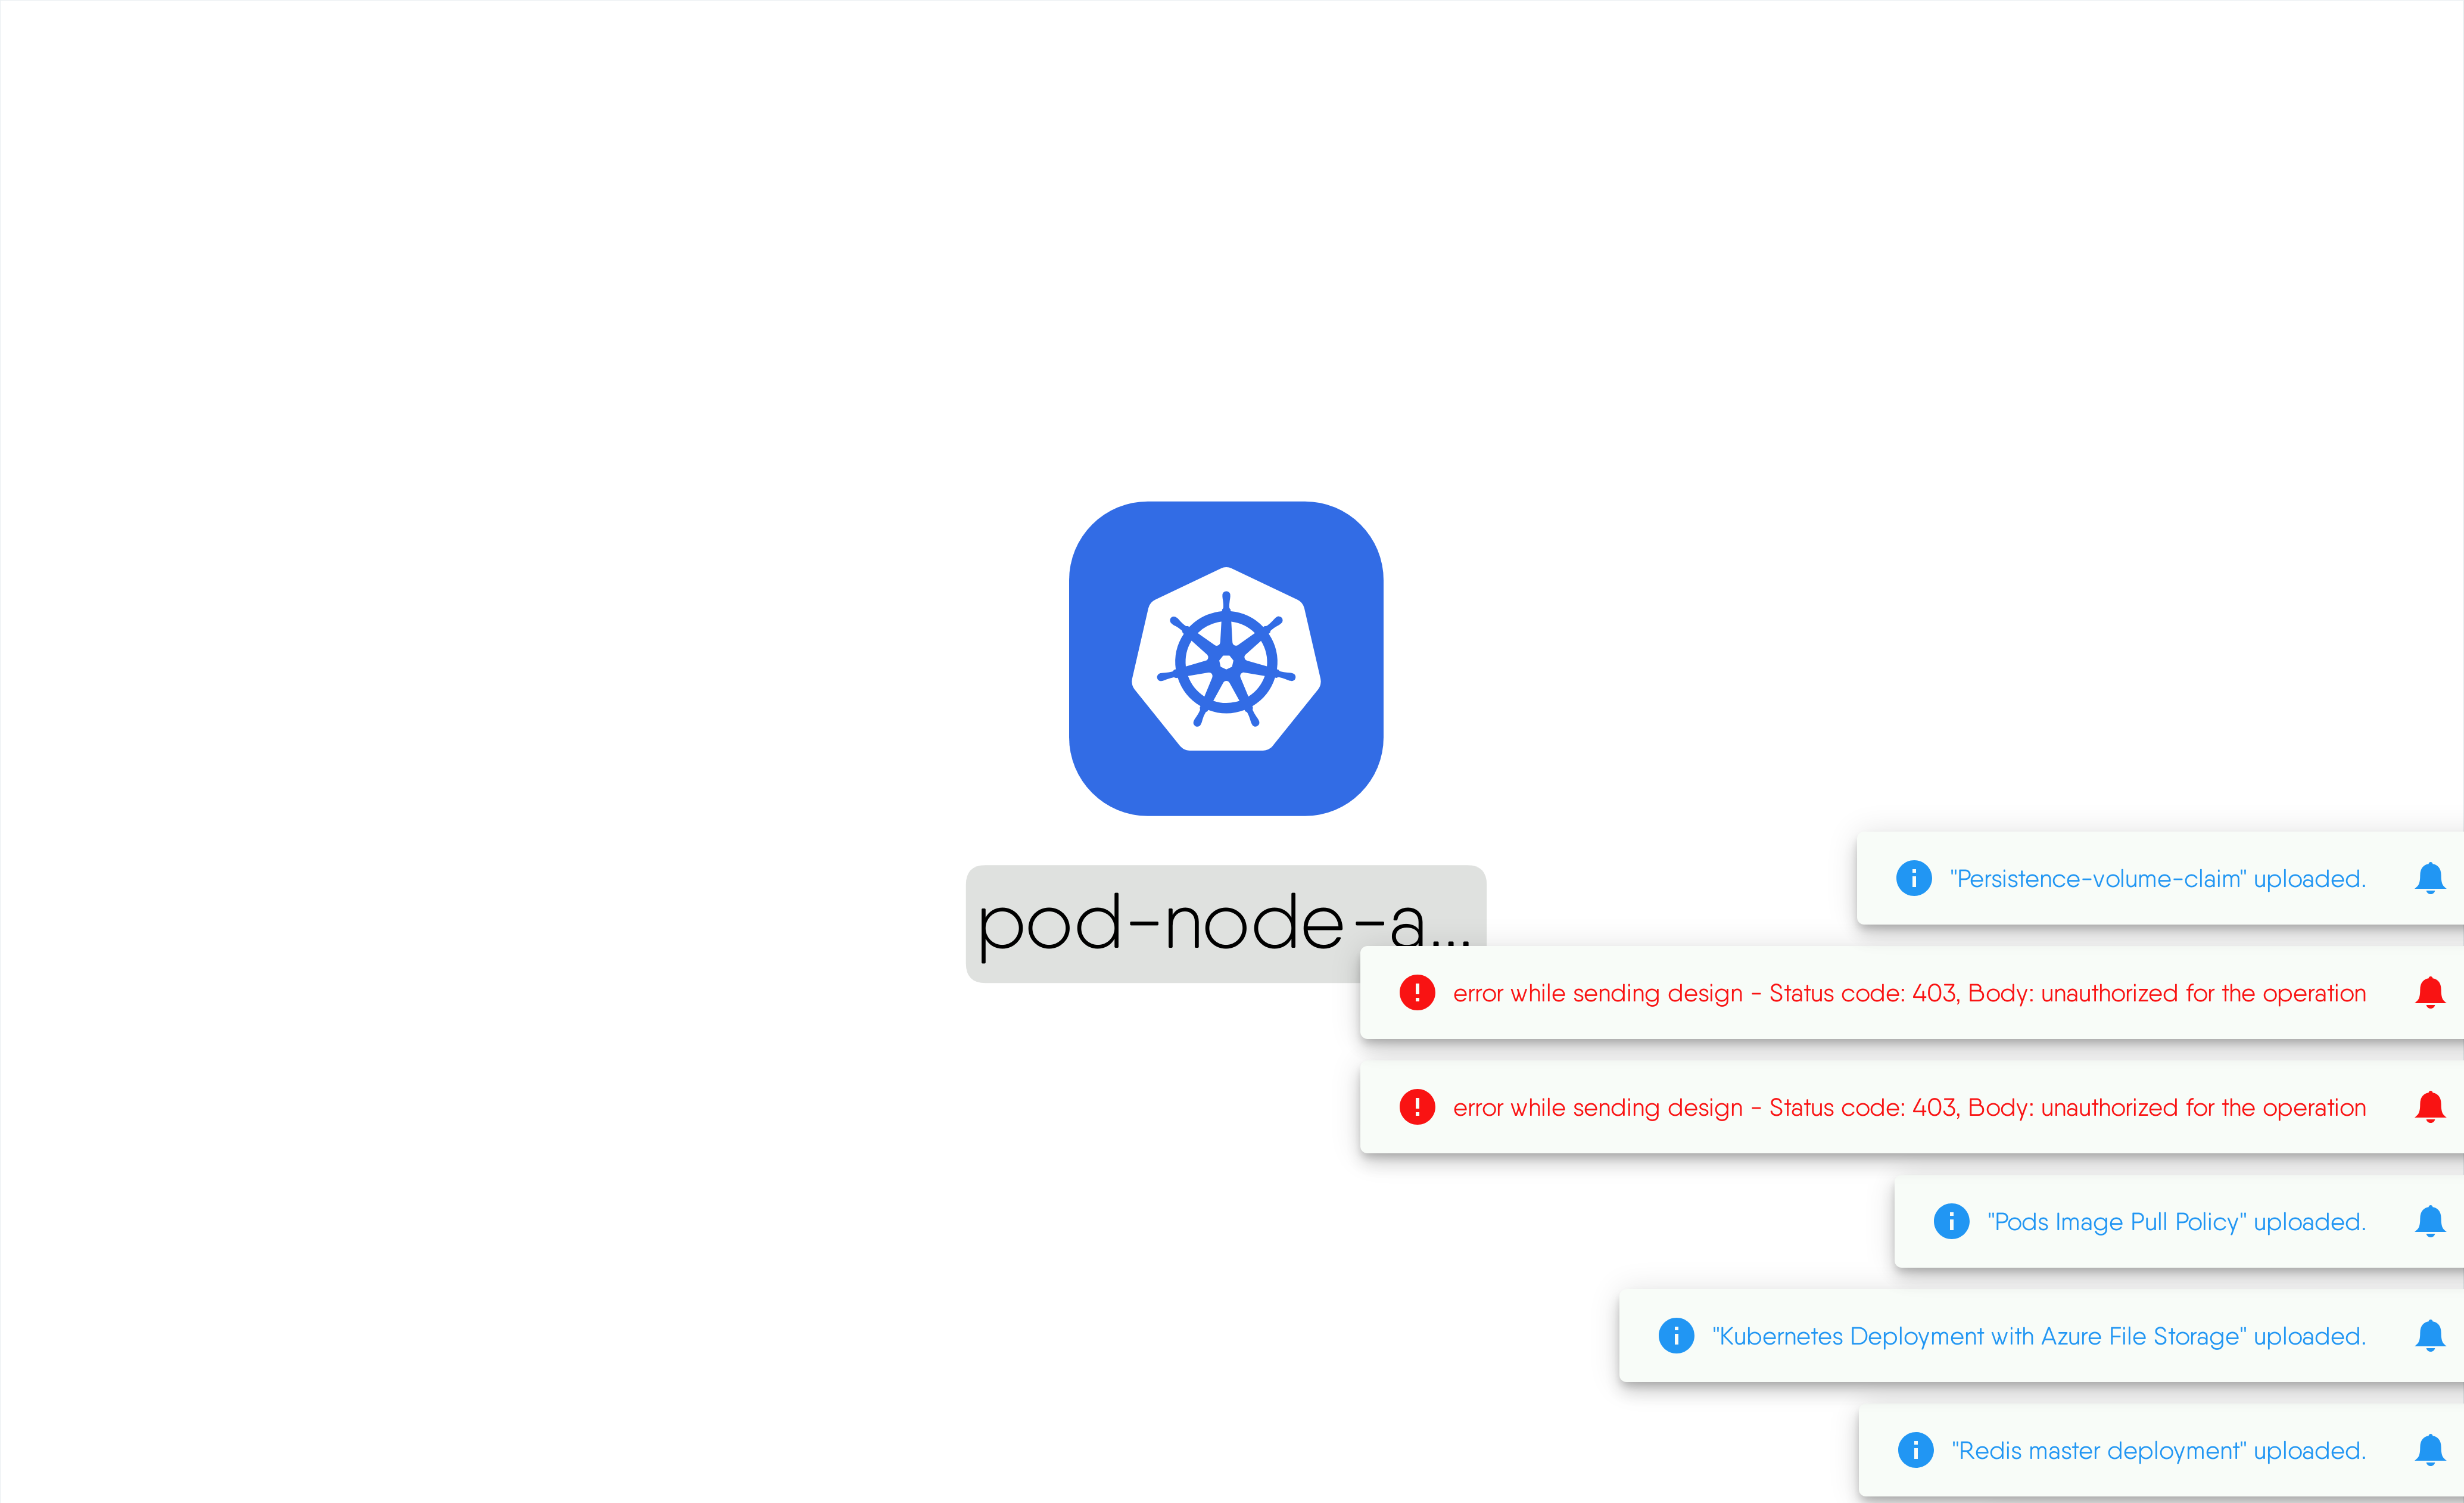 pod-node-a...
"Persistence-volume-claim" uploaded.
error while sending design - Status code: 403, Body: unauthorized for the operation
error while sending design - Status code: 403, Body: unauthorized for the operation
"Pods Image Pull Policy" uploaded.
"Kubernetes Deployment with Azure File Storage" uploaded.
"Redis master deployment" uploaded.